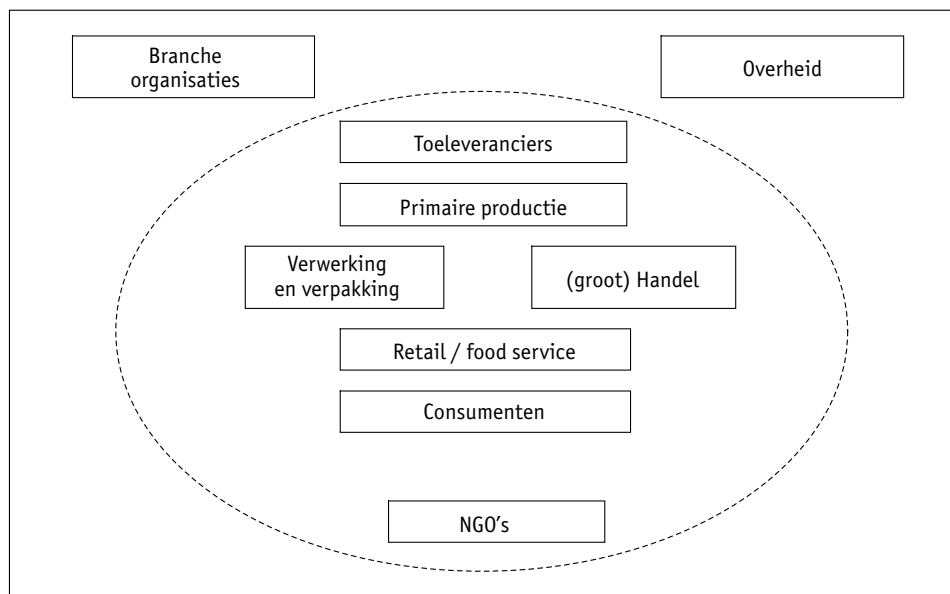 Branche
organisaties
Overheid
Toeleveranciers
Primaire productie
Verwerking
en verpakking
(groot) Handel
Retail / food service
Consumenten
NGO's